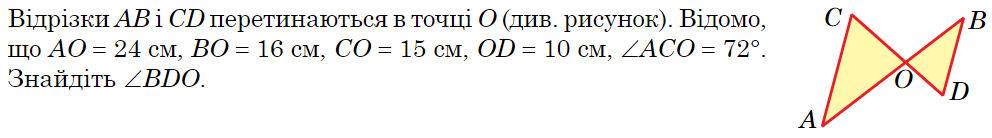 Відрізки AB і CD перетинаються в точці O (див. рисунок). Відомо,
що AO = 24 см, BO = 16 см, CO = 15 см, OD = 10 см, ∠ACO = 72°.
Знайдіть ∠BDO.
C
B
O
D
A